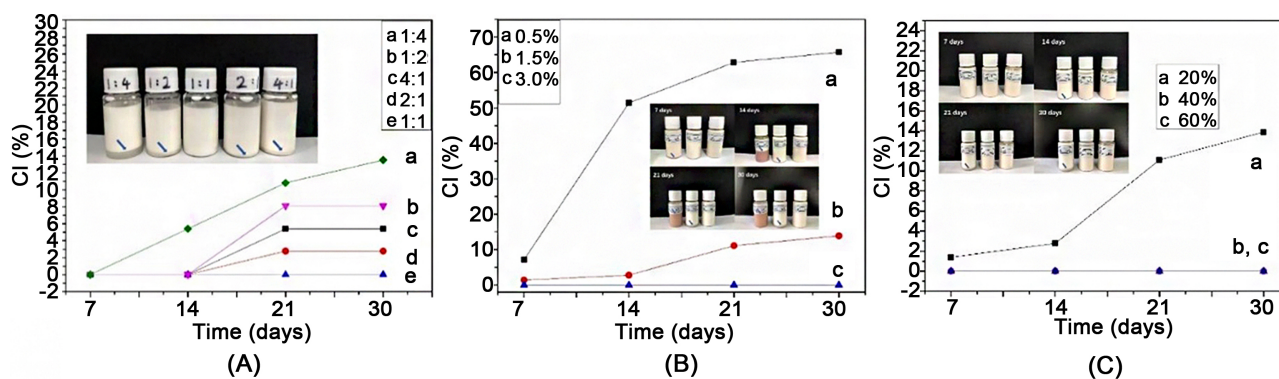 30
28
26
24
22
20
18
16
14
12
10
8
6
4
2
0
-2
CI (%)
a 1:4
b 1:2
c 4:1
d 2:1
e 1:1
1:4
1:2
1:1
2:1
4:1
a
b
c
d
e
7
14
21
30
Time (days)
(A)
70
60
50
40
30
20
10
0
CI (%)
a 0.5%
b 1.5%
c 3.0%
7 days
14 days
21 days
30 days
a
b
c
7
14
21
30
Time (days)
(B)
24
22
20
18
16
14
12
10
8
6
4
2
0
-2
CI (%)
7 days
14 days
21 days
30 days
a 20%
b 40%
c 60%
a
b, c
7
14
21
30
Time (days)
(C)